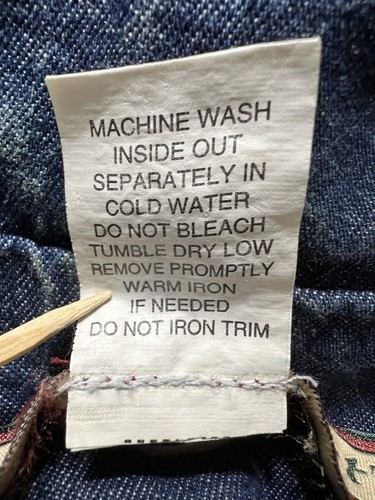 MACHINE WASH
INSIDE OUT
SEPARATELY IN
COLD WATER
DO NOT BLEACH
TUMBLE DRY LOW
REMOVE PROMPTLY
WARM IRON
IF NEEDED
DO NOT IRON TRIM